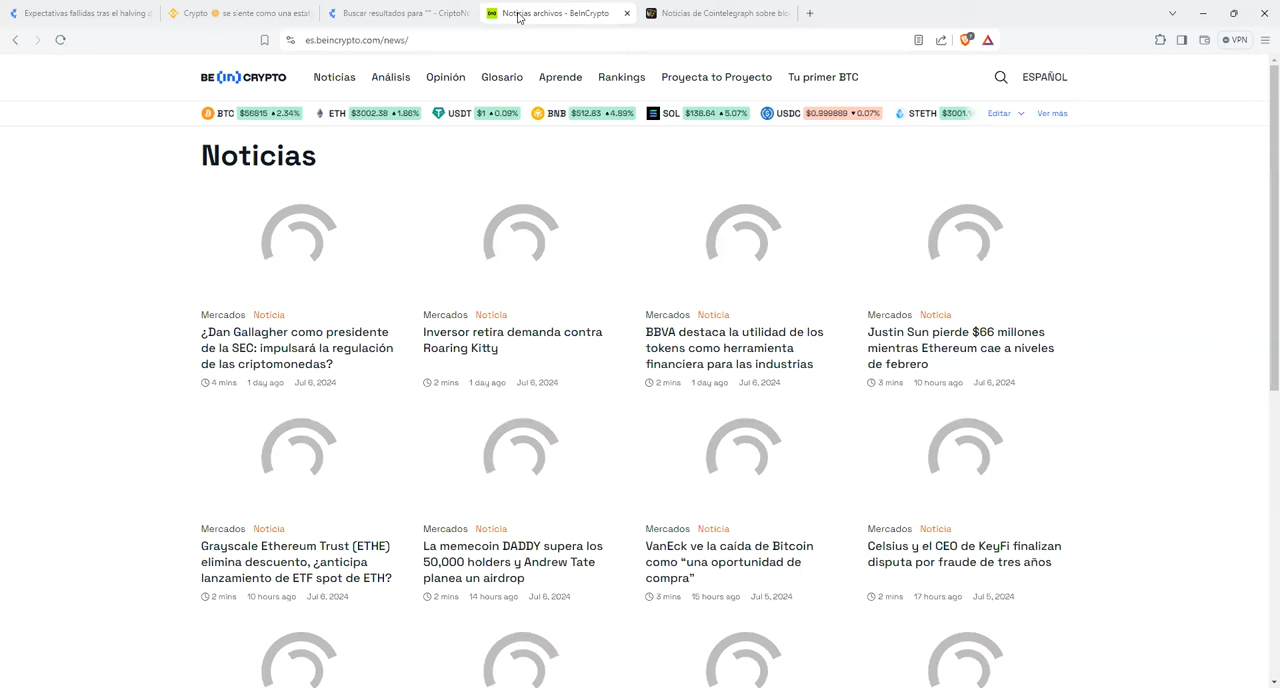 Expectativas fallidas tras el halving d
Crypto se siente como una estaf
Buscar resultados para "" - CriptoNo
Noticias archivos - BeInCrypto
Noticias de Cointelegraph sobre blo
es.beincrypto.com/news/
VPN
BE [in] CRYPTO
Noticias
Análisis
Opinión
Glosario
Aprende
Rankings
Proyecta to Proyecto
Tu primer BTC
ESPAÑOL
BTC $56815 ▲2.34%
ETH $3002.38 ▲1.86%
USDT $1 ▲0.09%
BNB $512.63 ▲4.89%
SOL $138.64 ▲5.07%
USDC $0.999889 ▼0.07%
STETH $3001.1
Editar
Ver más
Noticias
Mercados Noticia
¿Dan Gallagher como presidente
de la SEC: impulsará la regulación
de las criptomonedas?
4 mins 1 day ago Jul 6, 2024
Mercados Noticia
Inversor retira demanda contra
Roaring Kitty
2 mins 1 day ago Jul 6, 2024
Mercados Noticia
BBVA destaca la utilidad de los
tokens como herramienta
financiera para las industrias
2 mins 1 day ago Jul 6, 2024
Mercados Noticia
Justin Sun pierde $66 millones
mientras Ethereum cae a niveles
de febrero
3 mins 10 hours ago Jul 6, 2024
Mercados Noticia
Grayscale Ethereum Trust (ETHE)
elimina descuento, ¿anticipa
lanzamiento de ETF spot de ETH?
2 mins 10 hours ago Jul 6, 2024
Mercados Noticia
La memecoin DADDY supera los
50,000 holders y Andrew Tate
planea un airdrop
2 mins 14 hours ago Jul 6, 2024
Mercados Noticia
VanEck ve la caída de Bitcoin
como “una oportunidad de
compra”
3 mins 15 hours ago Jul 5, 2024
Mercados Noticia
Celsius y el CEO de KeyFi finalizan
disputa por fraude de tres años
2 mins 17 hours ago Jul 5, 2024